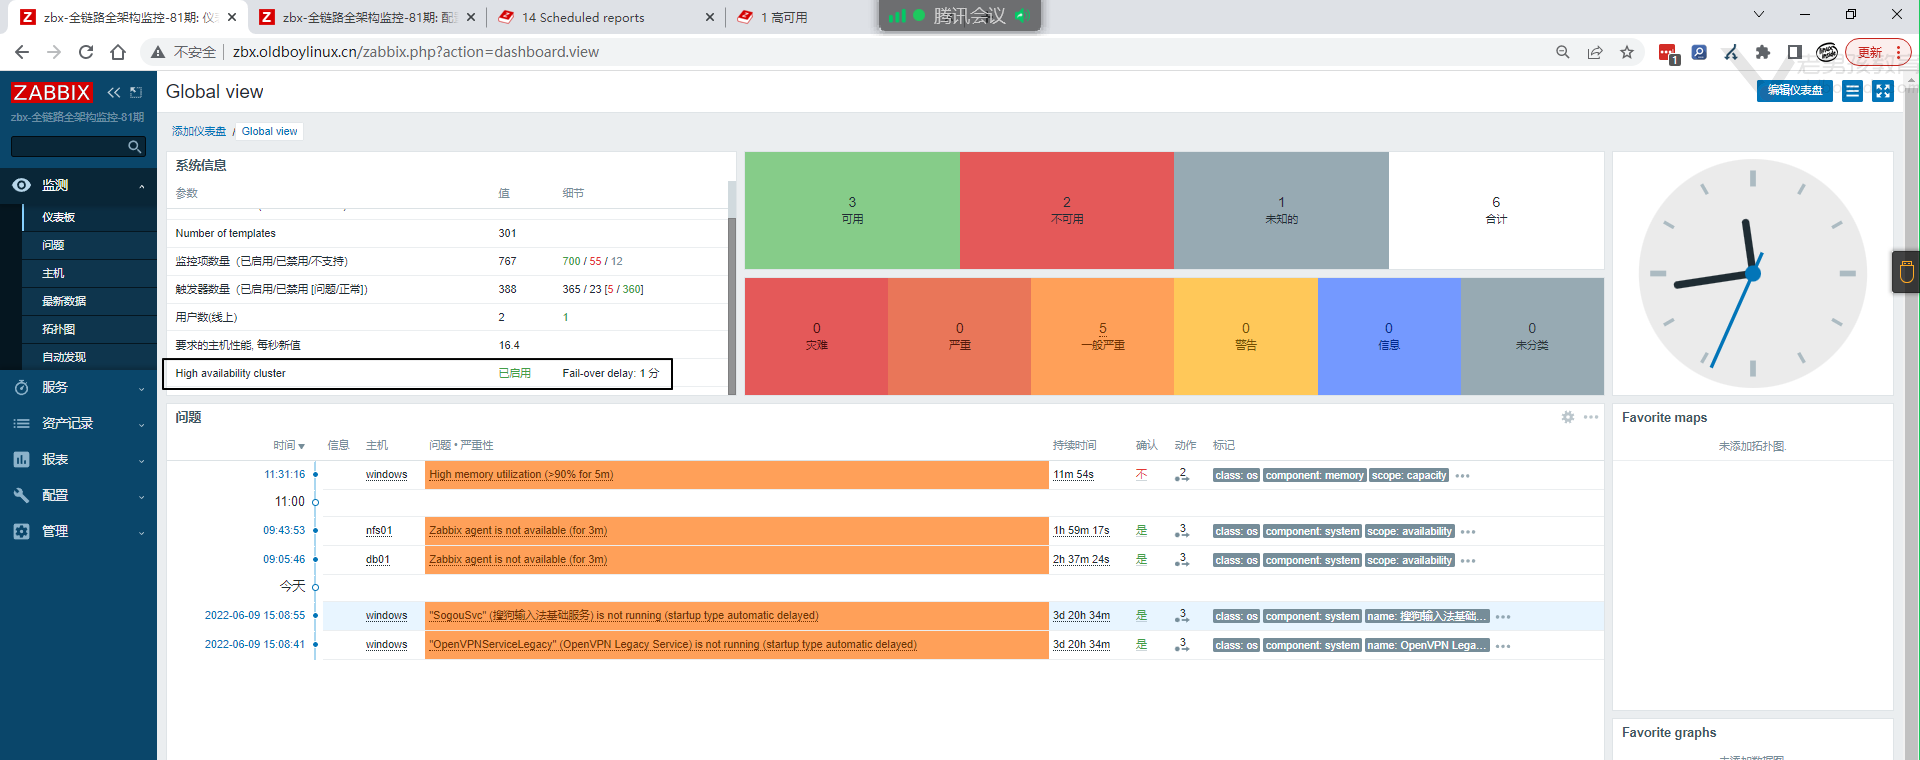 zbx-全链路全架构监控-81期: 仪
zbx-全链路全架构监控-81期: 配
14 Scheduled reports
1 高可用
腾讯会议
不安全
zbx.oldboylinux.cn/zabbix.php?action=dashboard.view
1
更新
ZABBIX
zbx-全链路全架构监控-81期
监测
仪表板
问题
主机
最新数据
拓扑图
自动发现
服务
资产记录
报表
配置
管理
Global view
编辑仪表盘
添加仪表盘 / Global view
系统信息
参数 值 细节
Number of templates 301
监控项数量 (已启用/已禁用/不支持) 767 700 / 55 / 12
触发器数量 (已启用/已禁用 [问题/正常]) 388 365 / 23 [5 / 360]
用户数(线上) 2 1
要求的主机性能, 每秒新值 16.4
High availability cluster 已启用 Fail-over delay: 1 分
3 可用
2 不可用
1 未知的
6 合计
0 灾难
0 严重
5 一般严重
0 警告
0 信息
0 未分类
问题
时间 信息 主机 问题 • 严重性 持续时间 确认 动作 标记
11:31:16 windows High memory utilization (>90% for 5m) 11m 54s 不 2 class: os component: memory scope: capacity
11:00
09:43:53 nfs01 Zabbix agent is not available (for 3m) 1h 59m 17s 是 3 class: os component: system scope: availability
09:05:46 db01 Zabbix agent is not available (for 3m) 2h 37m 24s 是 3 class: os component: system scope: availability
今天
2022-06-09 15:08:55 windows "SogouSvc" (搜狗输入法基础服务) is not running (startup type automatic delayed) 3d 20h 34m 是 3 class: os component: system name: 搜狗输入法基础...
2022-06-09 15:08:41 windows "OpenVPNServiceLegacy" (OpenVPN Legacy Service) is not running (startup type automatic delayed) 3d 20h 34m 是 3 class: os component: system name: OpenVPN Lega...
Favorite maps
未添加拓扑图.
Favorite graphs